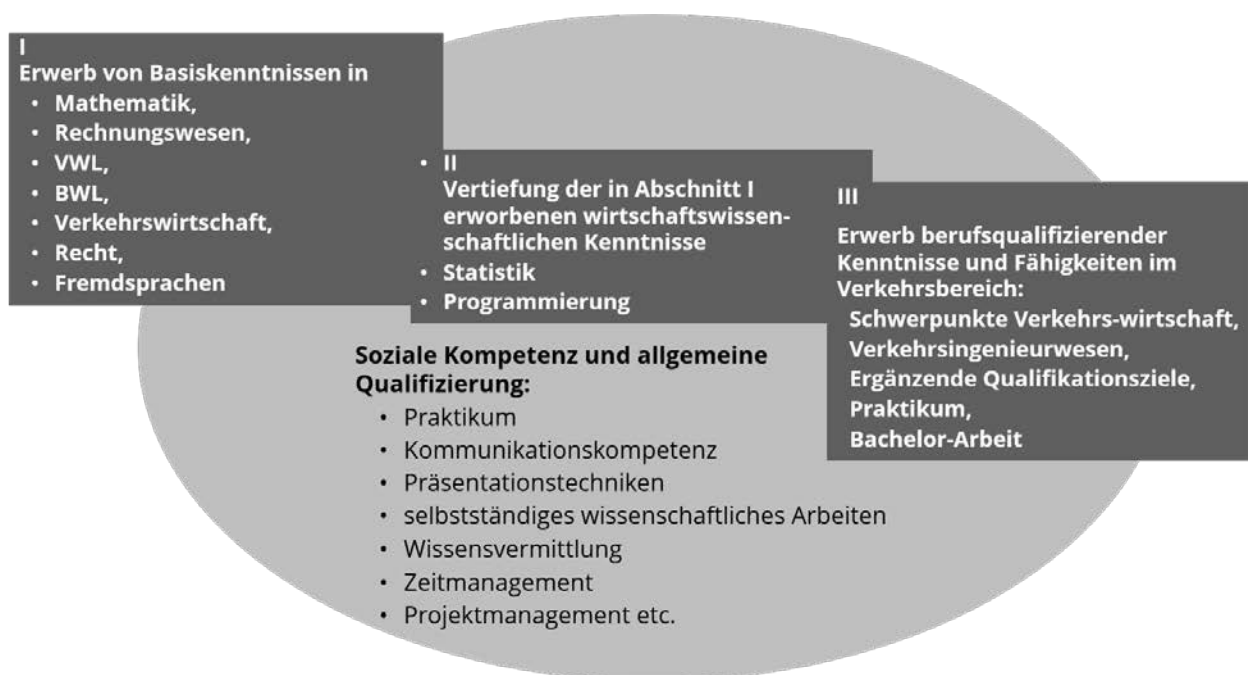 I
Erwerb von Basiskenntnissen in
• Mathematik,
• Rechnungswesen,
• VWL,
• BWL,
• Verkehrswirtschaft,
• Recht,
• Fremdsprachen
• II
Vertiefung der in Abschnitt I
erworbenen wirtschaftswissen-
schaftlichen Kenntnisse
• Statistik
• Programmierung
III
Erwerb berufsqualifizierender
Kenntnisse und Fähigkeiten im
Verkehrsbereich:
Schwerpunkte Verkehrs-wirtschaft,
Verkehrsingenieurwesen,
Ergänzende Qualifikationsziele,
Praktikum,
Bachelor-Arbeit
Soziale Kompetenz und allgemeine
Qualifizierung:
• Praktikum
• Kommunikationskompetenz
• Präsentationstechniken
• selbstständiges wissenschaftliches Arbeiten
• Wissensvermittlung
• Zeitmanagement
• Projektmanagement etc.